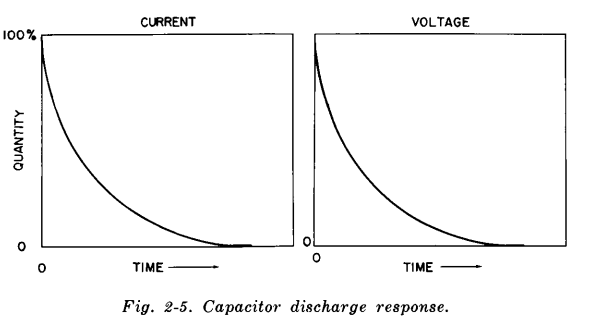 CURRENT
VOLTAGE
100%
QUANTITY
0
0
0
0
TIME
TIME
Fig. 2-5. Capacitor discharge response.